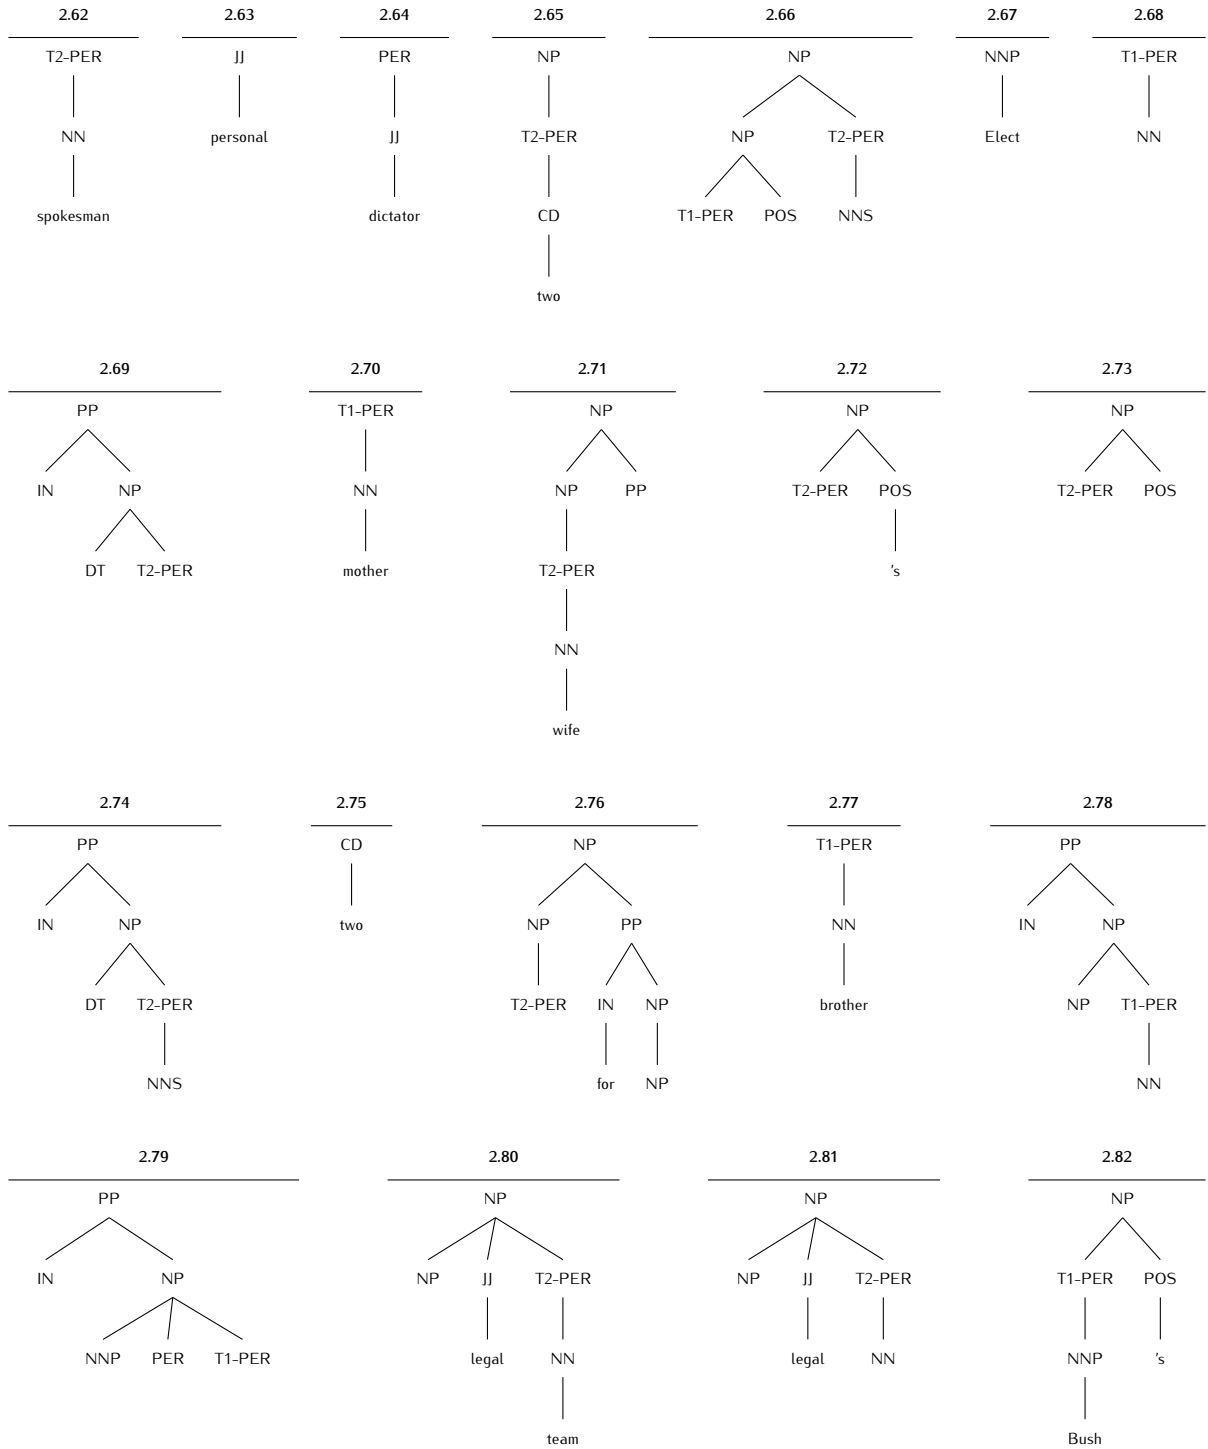 2.62 2.63 2.64 2.65 2.66 2.67 2.68
T2-PER JJ PER NP NP NNP T1-PER
NN personal JJ T2-PER NP T2-PER Elect NN
spokesman dictator CD T1-PER POS NNS
two
2.69 2.70 2.71 2.72 2.73
PP T1-PER NP NP NP
IN NP NN NP PP T2-PER POS T2-PER POS
DT T2-PER mother T2-PER 's
NN
wife
2.74 2.75 2.76 2.77 2.78
PP CD NP T1-PER PP
IN NP two NP PP NN IN NP
DT T2-PER T2-PER IN NP brother NP T1-PER
NNS for NP NN
2.79 2.80 2.81 2.82
PP NP NP NP
IN NP NP JJ T2-PER NP JJ T2-PER T1-PER POS
NNP PER T1-PER legal NN legal NN NNP 's
team Bush